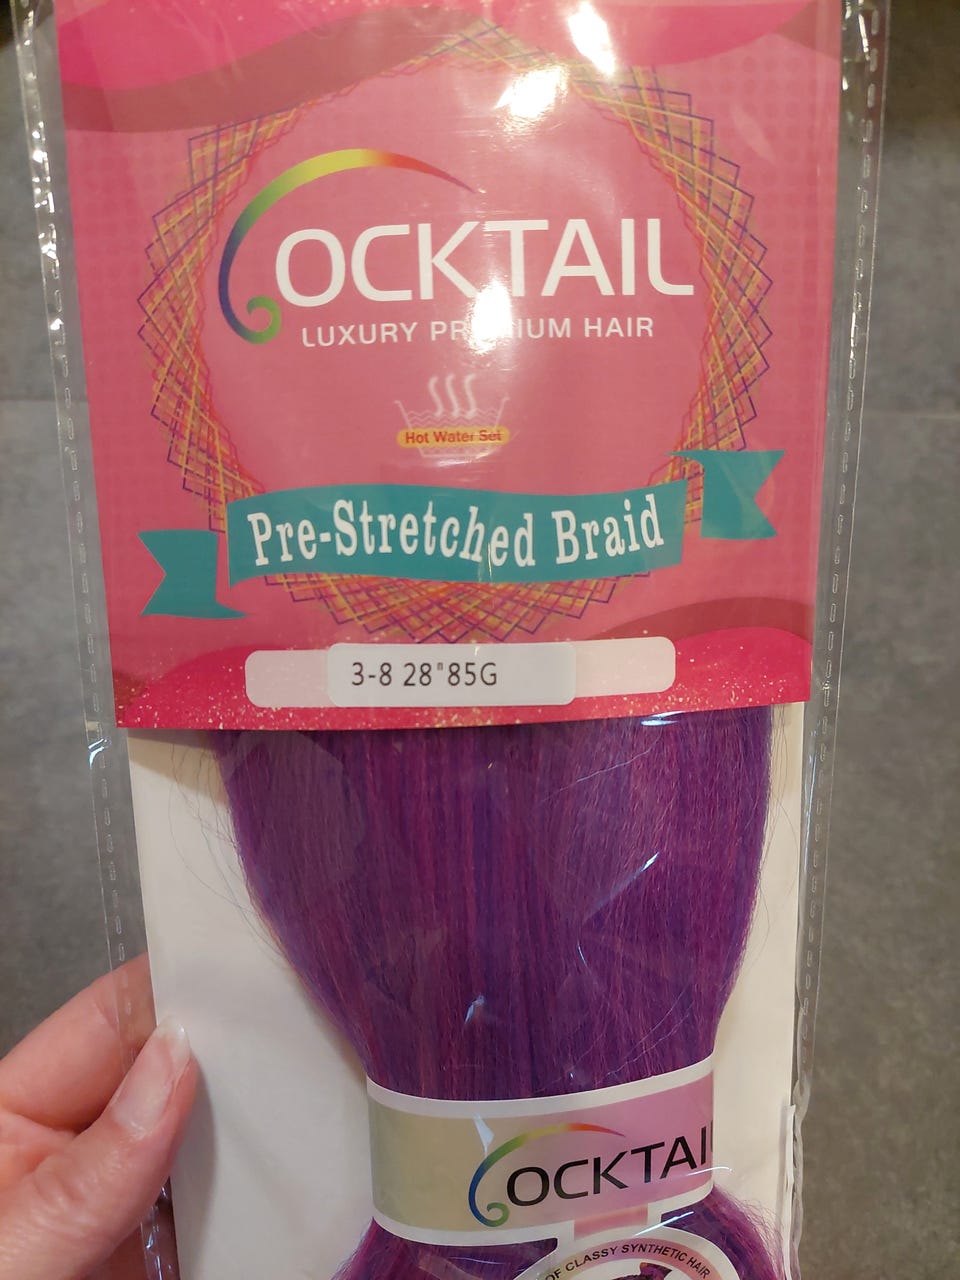 COCKTAIL
LUXURY PREMIUM HAIR
Hot Water Set
Pre-Stretched Braid
3-8 28"85G
COCKTAIL
OF CLASSY SYNTHETIC HAIR